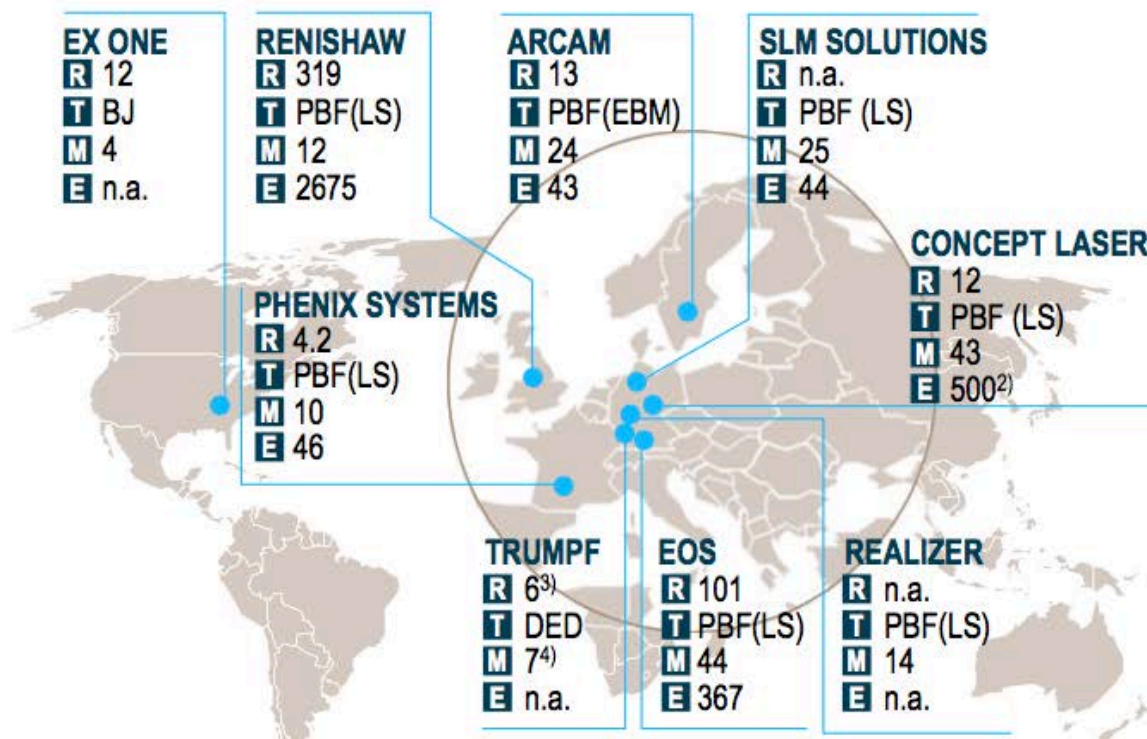 EX ONE
R 12
T BJ
M 4
E n.a.
RENISHAW
R 319
T PBF(LS)
M 12
E 2675
ARCAM
R 13
T PBF(EBM)
M 24
E 43
SLM SOLUTIONS
R n.a.
T PBF (LS)
M 25
E 44
CONCEPT LASER
R 12
T PBF (LS)
M 43
E 500²⁾
PHENIX SYSTEMS
R 4.2
T PBF(LS)
M 10
E 46
TRUMPF
R 6³⁾
T DED
M 7⁴⁾
E n.a.
EOS
R 101
T PBF(LS)
M 44
E 367
REALIZER
R n.a.
T PBF(LS)
M 14
E n.a.